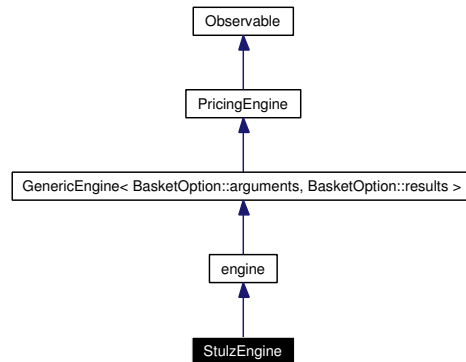 Observable
PricingEngine
GenericEngine< BasketOption::arguments, BasketOption::results >
engine
StulzEngine